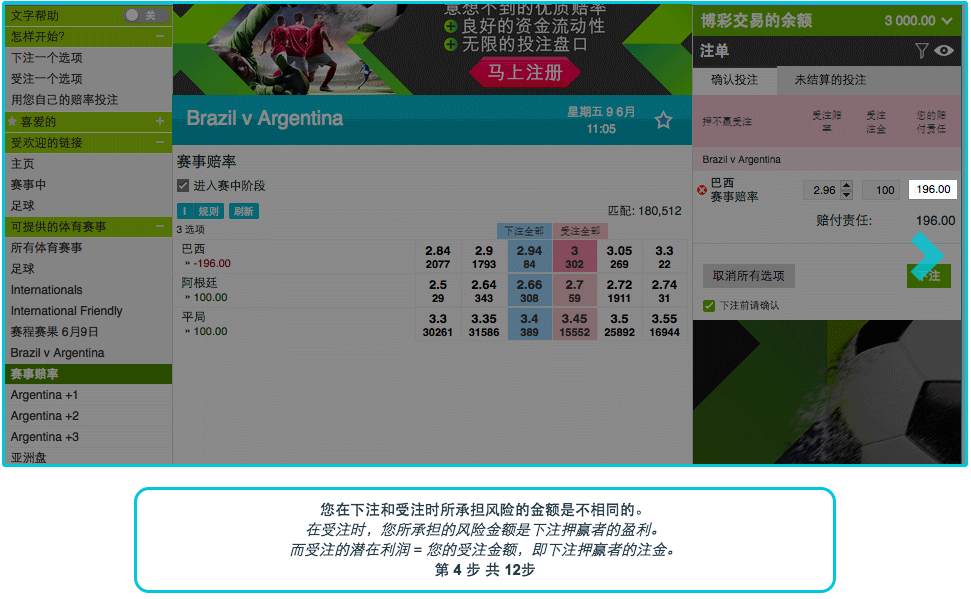 文字帮助 关
怎样开始?
下注一个选项
受注一个选项
用您自己的赔率投注
喜爱的
受欢迎的链接
主页
赛事中
足球
可提供的体育赛事
所有体育赛事
足球
Internationals
International Friendly
赛程赛果 6月9日
Brazil v Argentina
赛事赔率
Argentina +1
Argentina +2
Argentina +3
亚洲盘
意想不到的优质赔率
良好的资金流动性
无限的投注盘口
马上注册
Brazil v Argentina
星期五 9 6月
11:05
赛事赔率
进入赛中阶段
规则 刷新
匹配: 180,512
3 选项
下注全部 受注全部
巴西 2.84 2.9 2.94 3 3.05 3.3
» -196.00 2077 1793 84 302 269 22
阿根廷 2.5 2.64 2.66 2.7 2.72 2.74
» 100.00 29 343 308 59 1911 31
平局 3.3 3.35 3.4 3.45 3.5 3.55
» 100.00 30261 31586 389 15552 25892 16944
博彩交易的余额 3 000.00
注单
确认投注 未结算的投注
押不赢受注 受注赔率 受注注金 您的赔付责任
Brazil v Argentina
巴西
赛事赔率 2.96 100 196.00
赔付责任: 196.00
取消所有选项 下注
下注前请确认
您在下注和受注时所承担风险的金额是不相同的。
在受注时，您所承担的风险金额是下注押赢者的盈利。
而受注的潜在利润 = 您的受注金额，即下注押赢者的注金。
第 4 步 共 12步